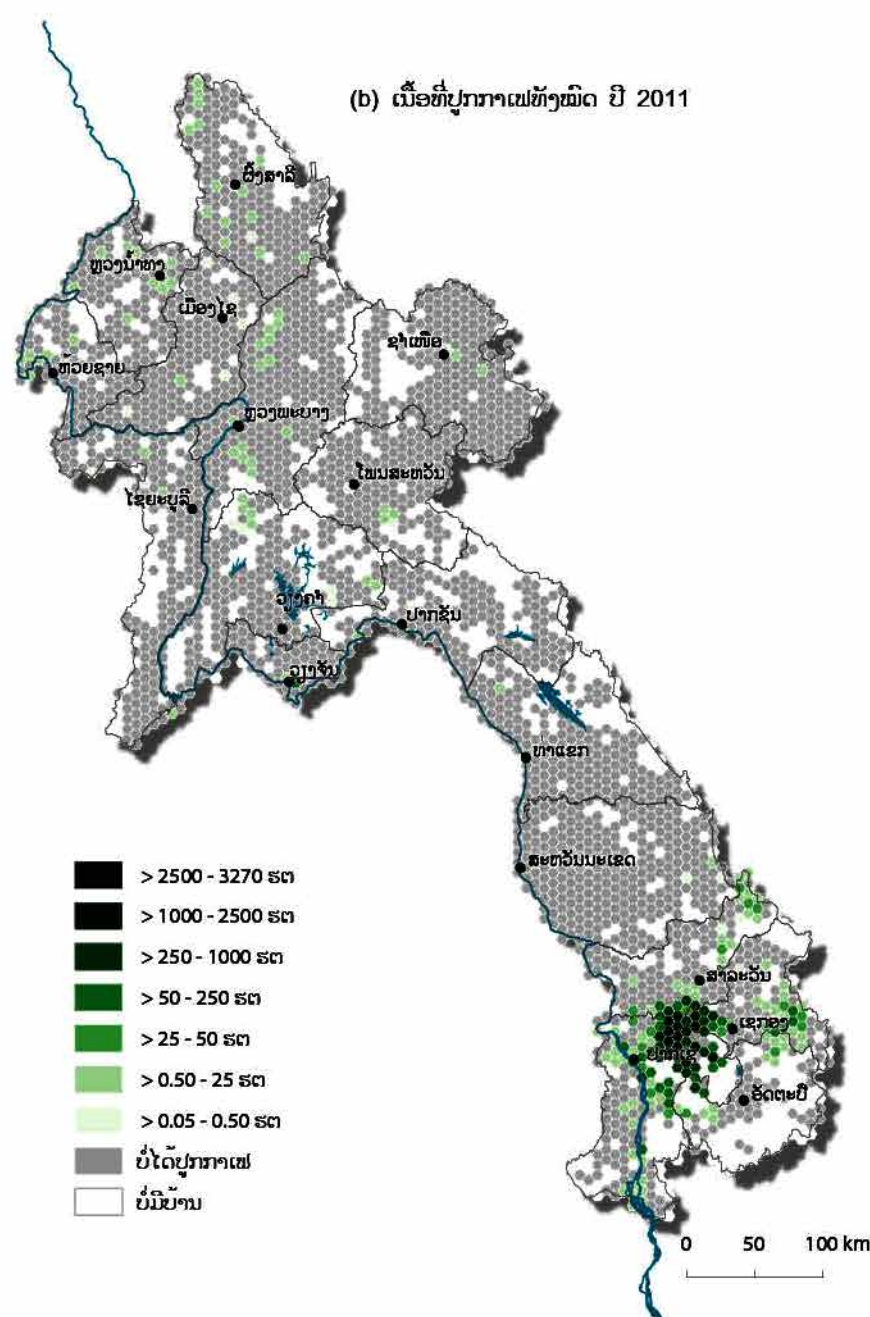 (b) ເນື້ອທີ່ປູກກາເຟທັງໝົດ ປີ 2011
ຜົ້ງສາລີ
ຫຼວງນ້ຳທາ
ເມືອງໄຊ
ຊຳເໜືອ
ຫ້ວຍຊາຍ
ຫຼວງພະບາງ
ໂພນສະຫວັນ
ໄຊຍະບູລີ
ວຽງຄຳ
ປາກຊັນ
ວຽງຈັນ
ທ່າແຂກ
ສະຫວັນນະເຂດ
> 2500 - 3270 ຮຕ
> 1000 - 2500 ຮຕ
> 250 - 1000 ຮຕ
> 50 - 250 ຮຕ
> 25 - 50 ຮຕ
> 0.50 - 25 ຮຕ
> 0.05 - 0.50 ຮຕ
ບໍ່ໄດ້ປູກກາເຟ
ບໍ່ມີບ້ານ
ສາລະວັນ
ເຊກອງ
ປາກເຊ
ອັດຕະປື
0 50 100 km